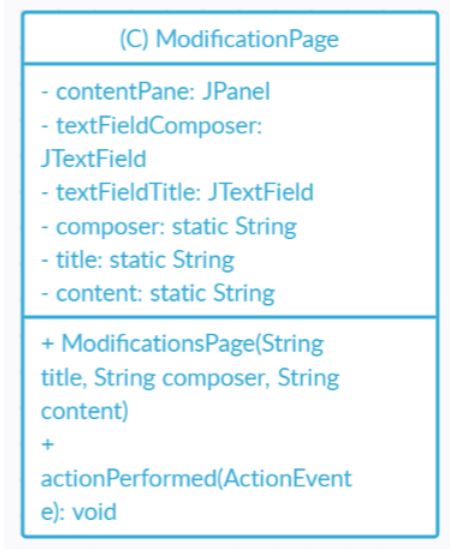 (C) ModificationPage
- contentPane: JPanel
- textFieldComposer:
JTextField
- textFieldTitle: JTextField
- composer: static String
- title: static String
- content: static String
+ ModificationsPage(String
title, String composer, String
content)
+
actionPerformed(ActionEvent
e): void